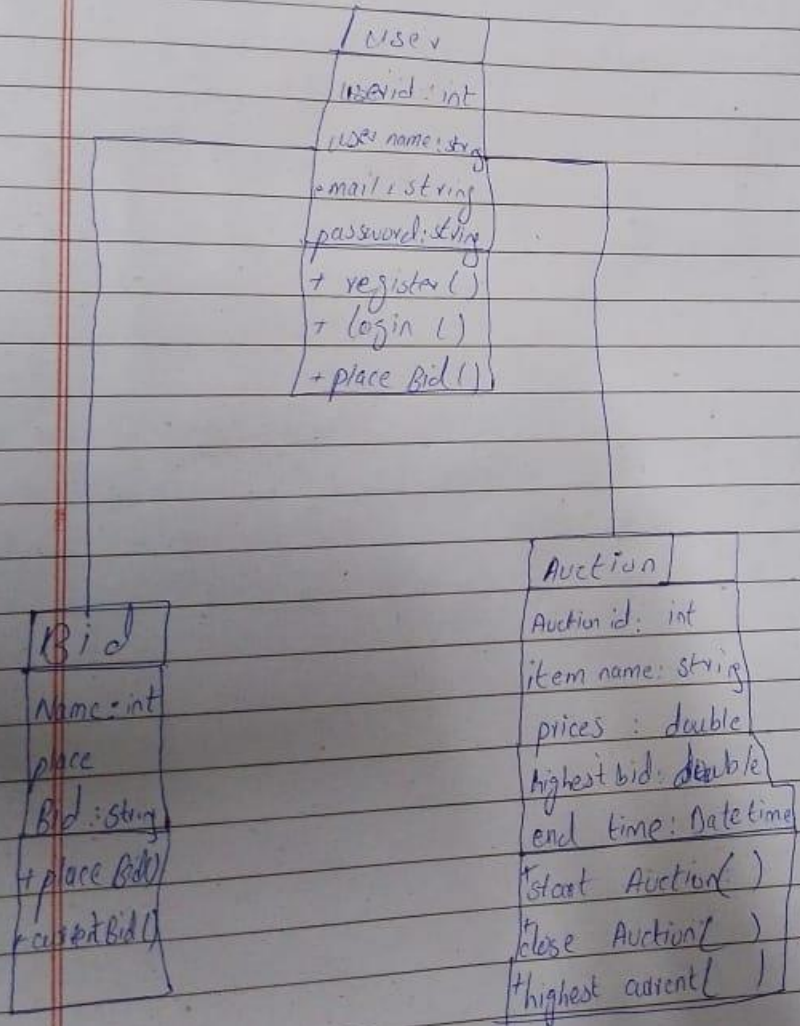 user
userid : int
user name : strg
email : string
password : string
+ register ()
+ login ()
+ place Bid ()
Bid
Name : int
place
Bid : string
+ place Bid()
Bid ()
Auction
Auction id : int
item name : string
prices : double
highest bid : double
end time : Datetime
+ start Auction( )
+ close Auction( )
+ highest